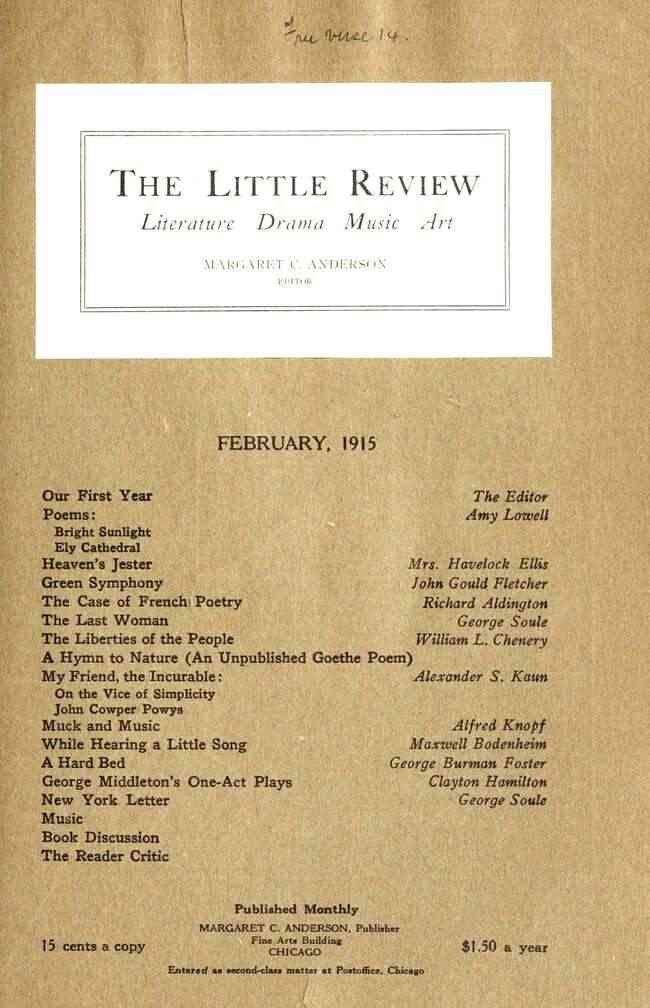 Free Verse 14.
THE LITTLE REVIEW
Literature Drama Music Art
MARGARET C. ANDERSON
EDITOR
FEBRUARY, 1915
Our First Year The Editor
Poems: Amy Lowell
Bright Sunlight
Ely Cathedral
Heaven's Jester Mrs. Havelock Ellis
Green Symphony John Gould Fletcher
The Case of French Poetry Richard Aldington
The Last Woman George Soule
The Liberties of the People William L. Chenery
A Hymn to Nature (An Unpublished Goethe Poem)
My Friend, the Incurable: Alexander S. Kaun
On the Vice of Simplicity
John Cowper Powys
Muck and Music Alfred Knopf
While Hearing a Little Song Maxwell Bodenheim
A Hard Bed George Burman Foster
George Middleton's One-Act Plays Clayton Hamilton
New York Letter George Soule
Music
Book Discussion
The Reader Critic
Published Monthly
MARGARET C. ANDERSON, Publisher
Fine Arts Building
CHICAGO
15 cents a copy $1.50 a year
Entered as second-class matter at Postoffice, Chicago